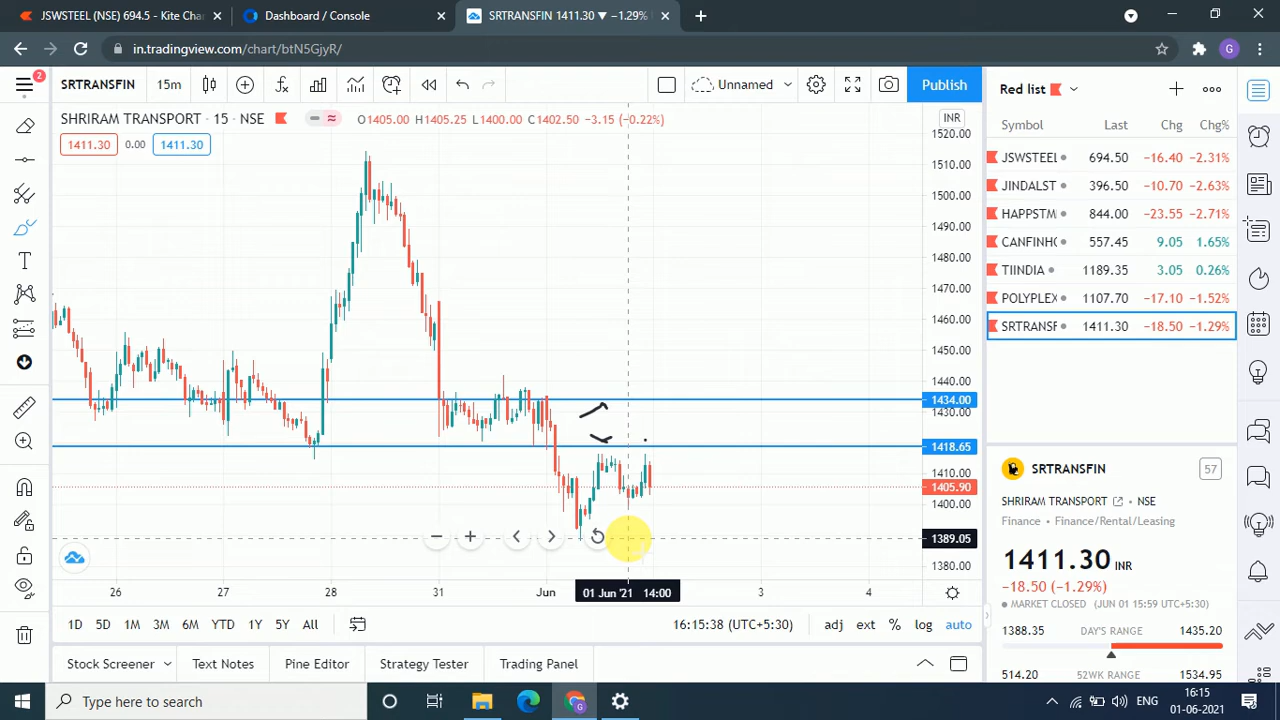 JSWSTEEL (NSE) 694.5 - Kite Cha
Dashboard / Console
SRTRANSFIN 1411.30 ▼ −1.29%
in.tradingview.com/chart/btN5GjyR/
G
2
SRTRANSFIN
15m
Unnamed
Publish
Red list
SHRIRAM TRANSPORT · 15 · NSE
O1405.00 H1405.25 L1400.00 C1402.50 −3.15 (−0.22%)
INR
1411.30
0.00
1411.30
Symbol Last Chg Chg%
JSWSTEEL 694.50 −16.40 −2.31%
JINDALST 396.50 −10.70 −2.63%
HAPPSTM 844.00 −23.55 −2.71%
CANFINHO 557.45 9.05 1.65%
TIINDIA 1189.35 3.05 0.26%
POLYPLEX 1107.70 −17.10 −1.52%
SRTRANSF 1411.30 −18.50 −1.29%
1520.00
1510.00
1500.00
1490.00
1480.00
1470.00
1460.00
1450.00
1440.00
1434.00
1430.00
1418.65
1410.00
1405.90
1400.00
1389.05
1380.00
26 27 28 31 Jun 01 Jun '21 14:00 3 4
SRTRANSFIN
57
SHRIRAM TRANSPORT • NSE
Finance • Finance/Rental/Leasing
1411.30 INR
−18.50 (−1.29%)
MARKET CLOSED (JUN 01 15:59 UTC+5:30)
1388.35 DAY'S RANGE 1435.20
514.20 52WK RANGE 1534.95
1D 5D 1M 3M 6M YTD 1Y 5Y All
16:15:38 (UTC+5:30)
adj ext % log auto
Stock Screener
Text Notes
Pine Editor
Strategy Tester
Trading Panel
Type here to search
ENG
16:15
01-06-2021